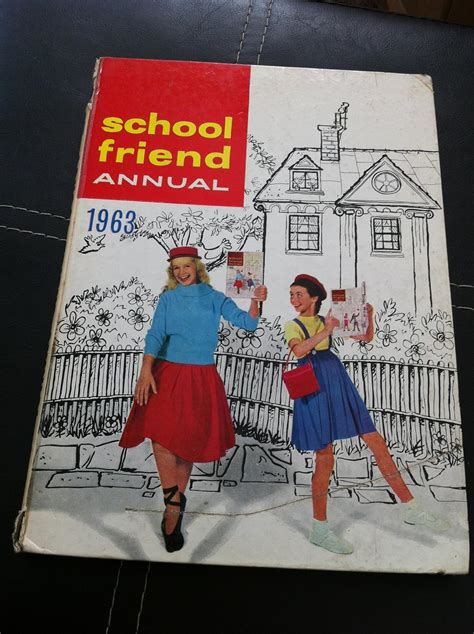 school
friend
ANNUAL
1963